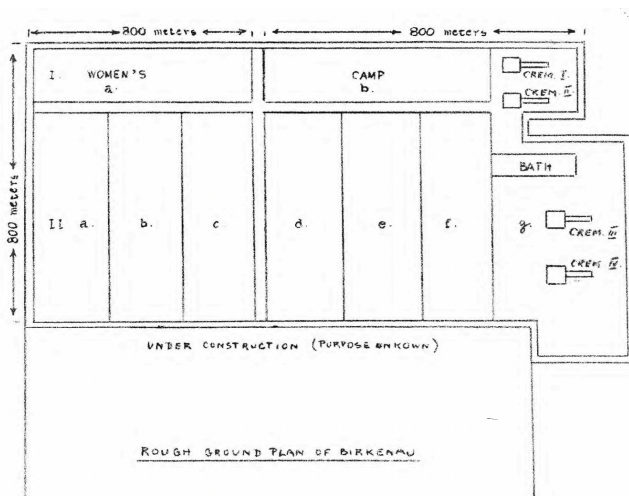 800 meters 800 meters
I. WOMEN'S CAMP
a. b.
CREM. I.
CREM. II.
800 meters
BATH
II a. b. c. d. e. f. g.
CREM. III
CREM IV.
UNDER CONSTRUCTION (PURPOSE UNKOWN)
ROUGH GROUND PLAN OF BIRKENAU